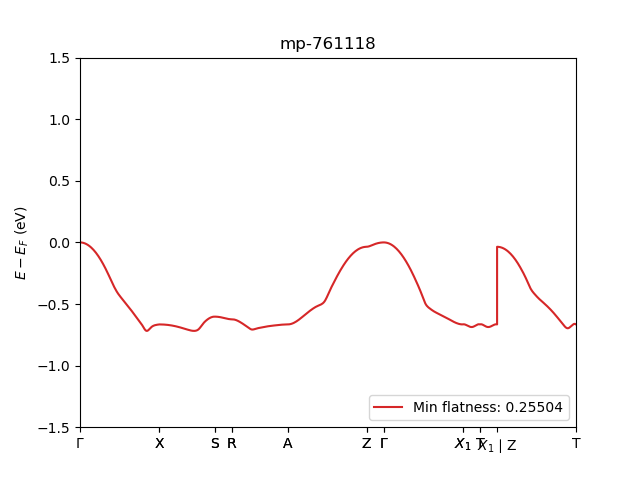 mp-761118
E − E_F (eV)
1.5
1.0
0.5
0.0
−0.5
−1.0
−1.5
Min flatness: 0.25504
Γ X S R A Z Γ X₁ T X₁ | Z T